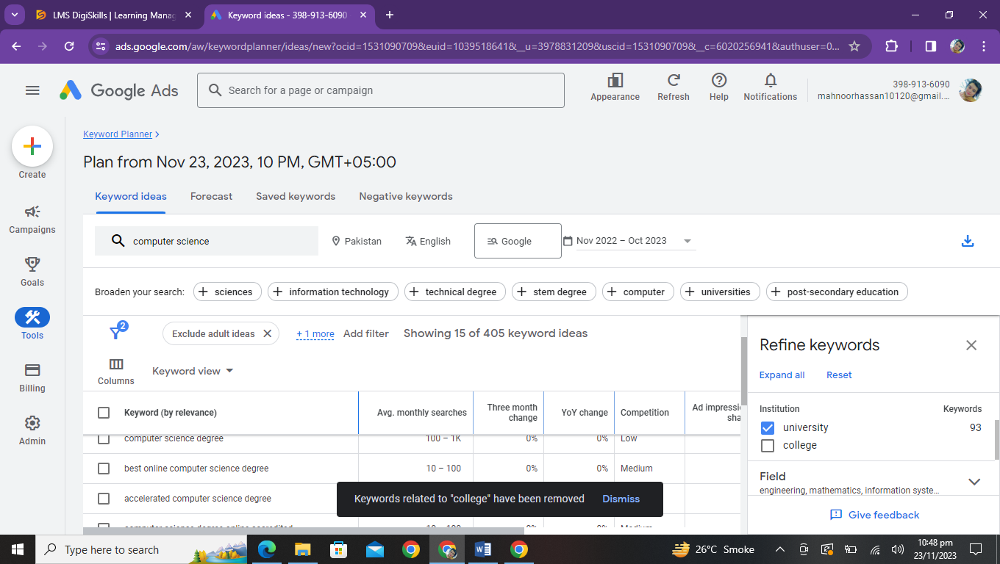 LMS DigiSkills | Learning Manag
Keyword ideas - 398-913-6090
ads.google.com/aw/keywordplanner/ideas/new?ocid=1531090709&euid=1039518641&__u=3978831209&uscid=1531090709&__c=6020256941&authuser=0...
Google Ads
Search for a page or campaign
Appearance
Refresh
Help
Notifications
398-913-6090
mahnoorhassan10120@gmail....
Create
Campaigns
Goals
Tools
Billing
Admin
Keyword Planner
Plan from Nov 23, 2023, 10 PM, GMT+05:00
Keyword ideas Forecast Saved keywords Negative keywords
computer science Pakistan English Google Nov 2022 – Oct 2023
Broaden your search: sciences information technology technical degree stem degree computer universities post-secondary education
2 Exclude adult ideas + 1 more Add filter Showing 15 of 405 keyword ideas
Columns Keyword view
Keyword (by relevance) Avg. monthly searches Three month change YoY change Competition Ad impressi sha
computer science degree 100 – 1K 0% 0% Low
best online computer science degree 10 – 100 0% 0% Medium
accelerated computer science degree
computer science degree online accredited 10 – 100 0% 0% Medium
Keywords related to "college" have been removed Dismiss
Refine keywords
Expand all Reset
Institution Keywords
university 93
college
Field
engineering, mathematics, information syste...
Give feedback
Type here to search
26°C Smoke
10:48 pm
23/11/2023